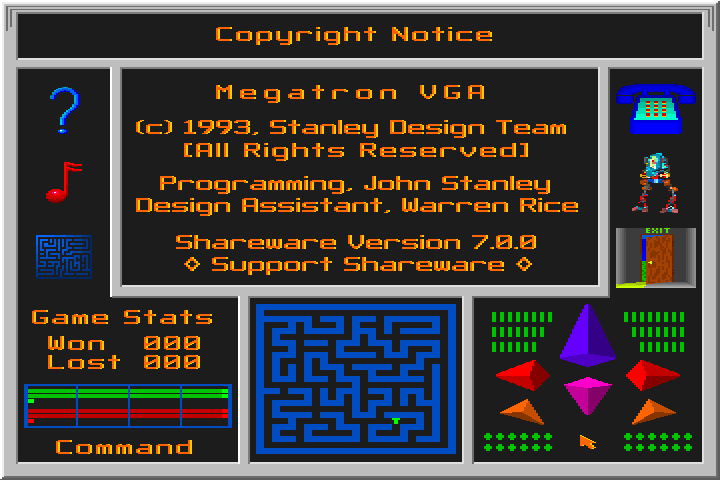 Copyright Notice
Megatron VGA
(c) 1993, Stanley Design Team
[All Rights Reserved]
Programming, John Stanley
Design Assistant, Warren Rice
Shareware Version 7.0.0
◇ Support Shareware ◇
EXIT
Game Stats
Won 000
Lost 000
Command